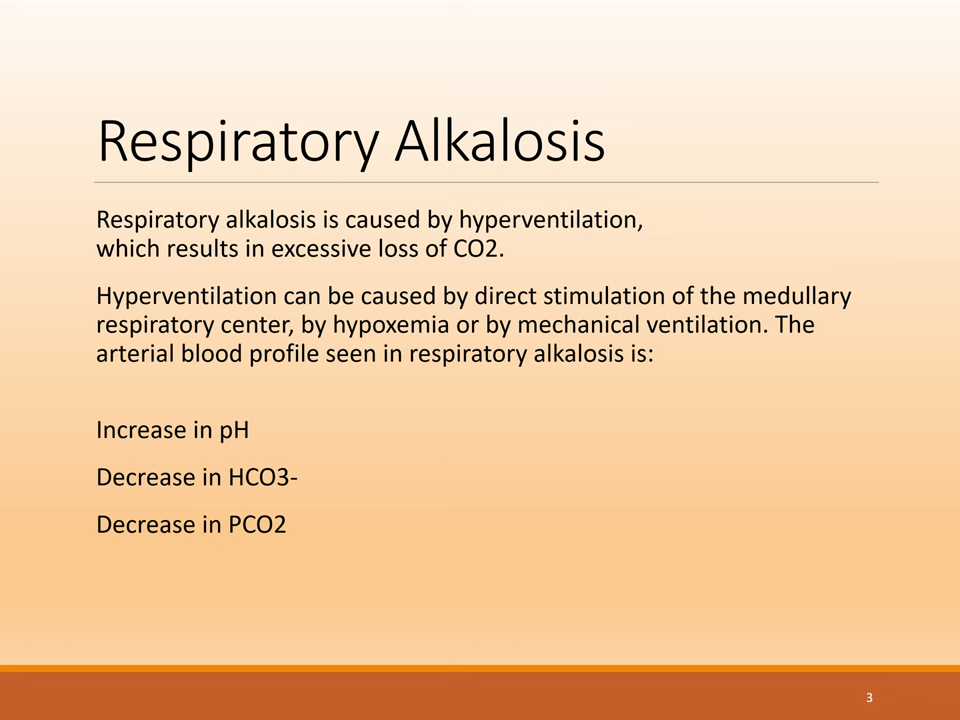 Respiratory Alkalosis
Respiratory alkalosis is caused by hyperventilation,
which results in excessive loss of CO2.
Hyperventilation can be caused by direct stimulation of the medullary
respiratory center, by hypoxemia or by mechanical ventilation. The
arterial blood profile seen in respiratory alkalosis is:
Increase in pH
Decrease in HCO3-
Decrease in PCO2
3